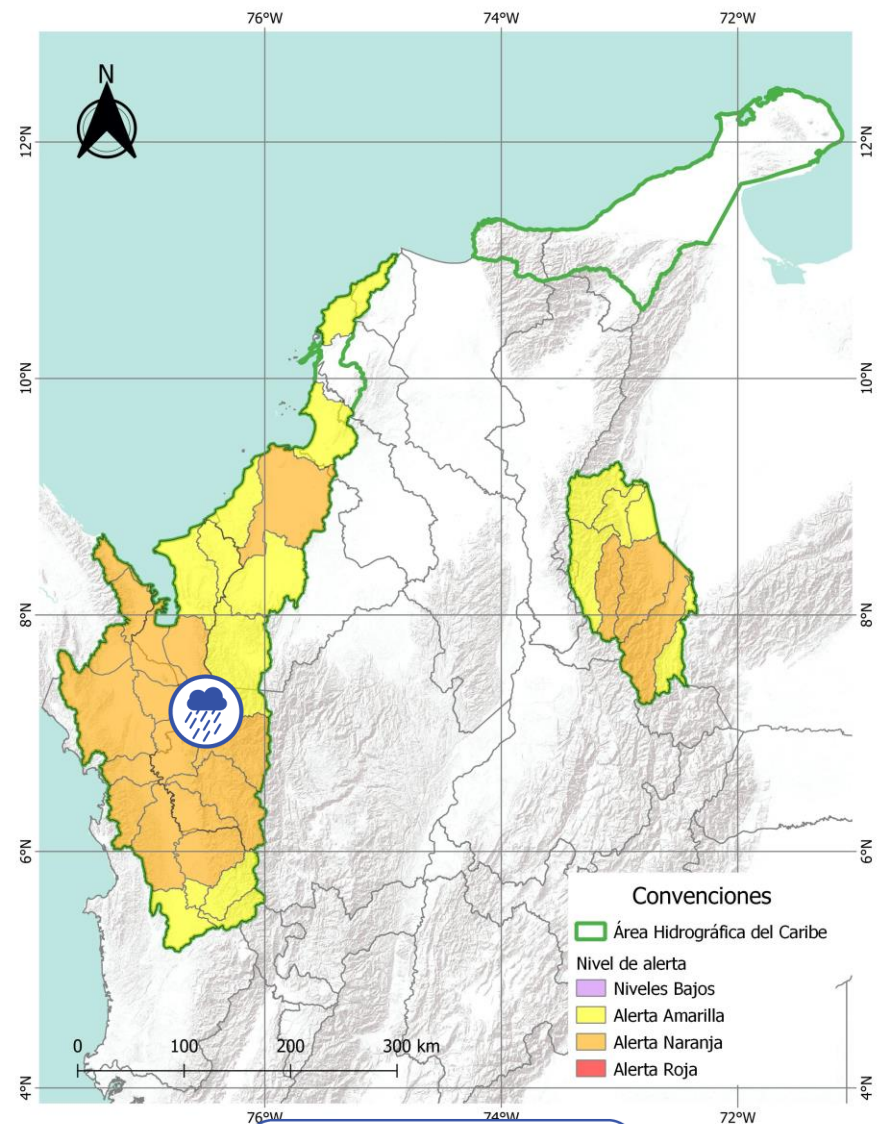 76°W 74°W 72°W
N
12°N 12°N
10°N 10°N
8°N 8°N
6°N 6°N
4°N 4°N
Convenciones
Área Hidrográfica del Caribe
Nivel de alerta
Niveles Bajos
Alerta Amarilla
Alerta Naranja
Alerta Roja
0 100 200 300 km
76°W 74°W 72°W